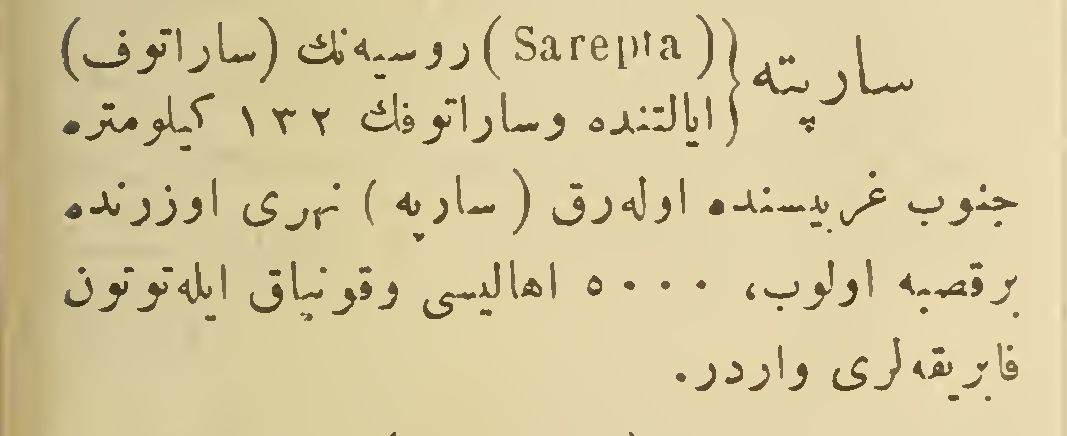 سارپته { (Sarepta) روسیه‌نك (ساراتوف)
ایالتنده وساراتوفك ۱۳۲ کیلومتره
جنوب غربیسنده اوله‌رق (سارپه) نهری اوزرنده
برقصبه اولوب، ۵۰۰۰ اهالیسی وقونیاق ایله توتون
فابریقه‌لری واردر.